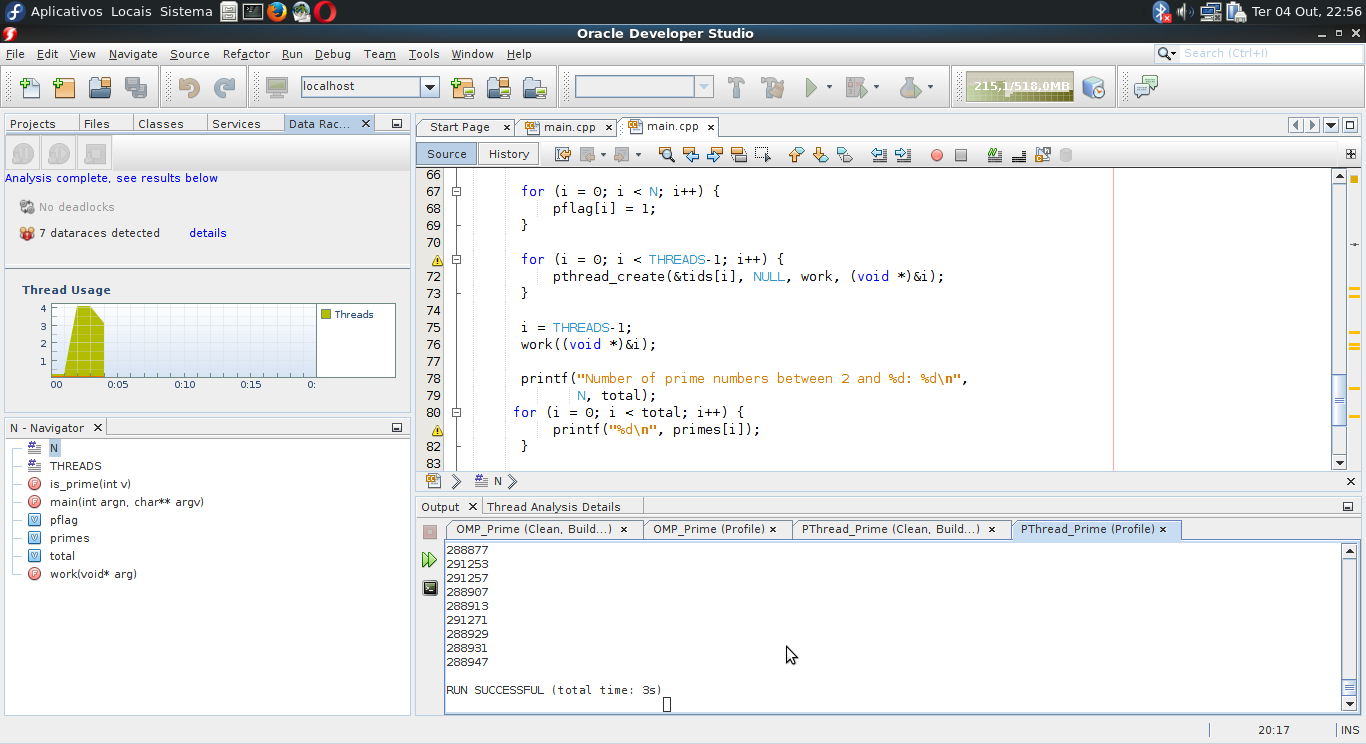 Aplicativos Locais Sistema
Ter 04 Out, 22:56
Oracle Developer Studio
File Edit View Navigate Source Refactor Run Debug Team Tools Window Help
Search (Ctrl+I)
localhost
215,1/518,0MB
Projects Files Classes Services Data Rac...
Analysis complete, see results below
No deadlocks
7 dataraces detected details
Thread Usage
4
3
2
1
00 0:05 0:10 0:15 0:
Threads
N - Navigator
N
THREADS
is_prime(int v)
main(int argn, char** argv)
pflag
primes
total
work(void* arg)
Start Page main.cpp main.cpp
Source History
66
67 for (i = 0; i < N; i++) {
68 pflag[i] = 1;
69 }
70
for (i = 0; i < THREADS-1; i++) {
72 pthread_create(&tids[i], NULL, work, (void *)&i);
73 }
74
75 i = THREADS-1;
76 work((void *)&i);
77
78 printf("Number of prime numbers between 2 and %d: %d\n",
79 N, total);
80 for (i = 0; i < total; i++) {
printf("%d\n", primes[i]);
82 }
83
N
Output Thread Analysis Details
OMP_Prime (Clean, Build...) OMP_Prime (Profile) PThread_Prime (Clean, Build...) PThread_Prime (Profile)
288877
291253
291257
288907
288913
291271
288929
288931
288947
RUN SUCCESSFUL (total time: 3s)
20:17 INS